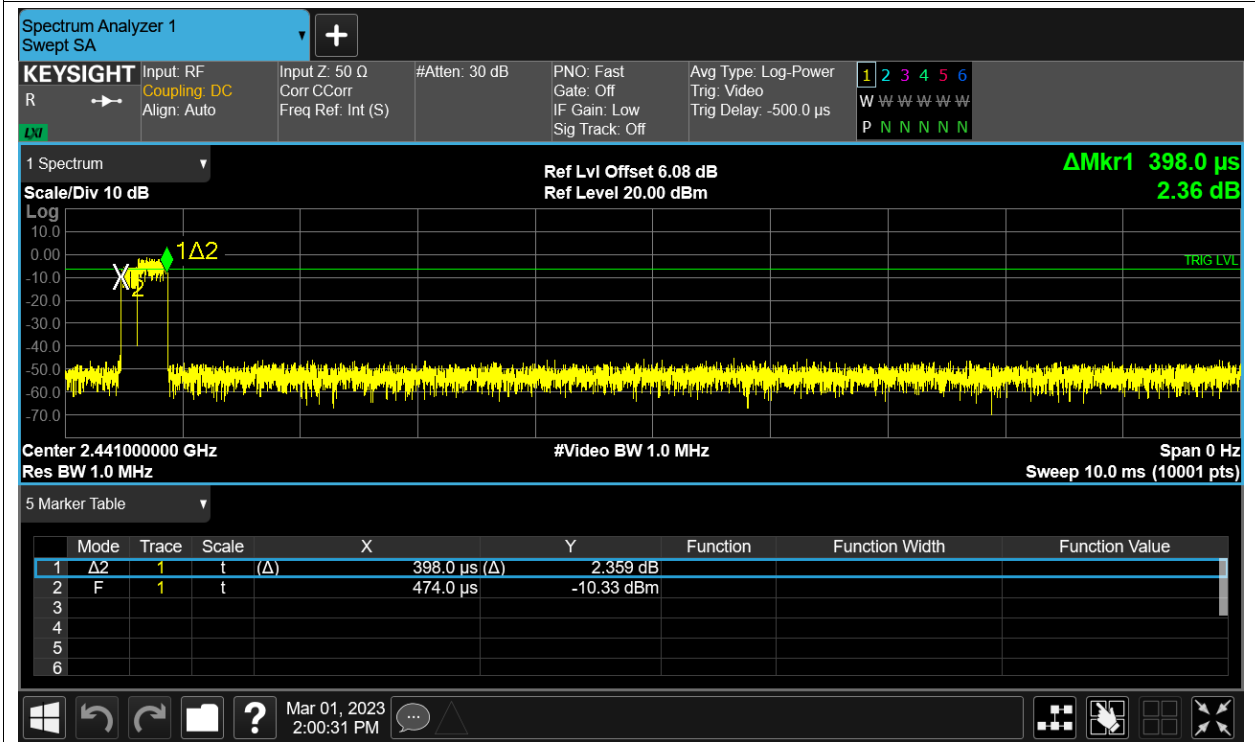 Spectrum Analyzer 1
Swept SA
+
KEYSIGHT Input: RF Input Z: 50 Ω #Atten: 30 dB PNO: Fast Avg Type: Log-Power 1 2 3 4 5 6
R Coupling: DC Corr CCorr Gate: Off Trig: Video W W W W W W
Align: Auto Freq Ref: Int (S) IF Gain: Low Trig Delay: -500.0 µs
LXI Sig Track: Off P N N N N N
1 Spectrum Ref Lvl Offset 6.08 dB ΔMkr1 398.0 µs
Scale/Div 10 dB Ref Level 20.00 dBm 2.36 dB
Log
10.0
0.00 1Δ2 TRIG LVL
-10.0 X 2
-20.0
-30.0
-40.0
-50.0
-60.0
-70.0
Center 2.441000000 GHz #Video BW 1.0 MHz Span 0 Hz
Res BW 1.0 MHz Sweep 10.0 ms (10001 pts)
5 Marker Table
Mode Trace Scale X Y Function Function Width Function Value
1 Δ2 1 t (Δ) 398.0 µs (Δ) 2.359 dB
2 F 1 t 474.0 µs -10.33 dBm
3
4
5
6
? Mar 01, 2023
2:00:31 PM